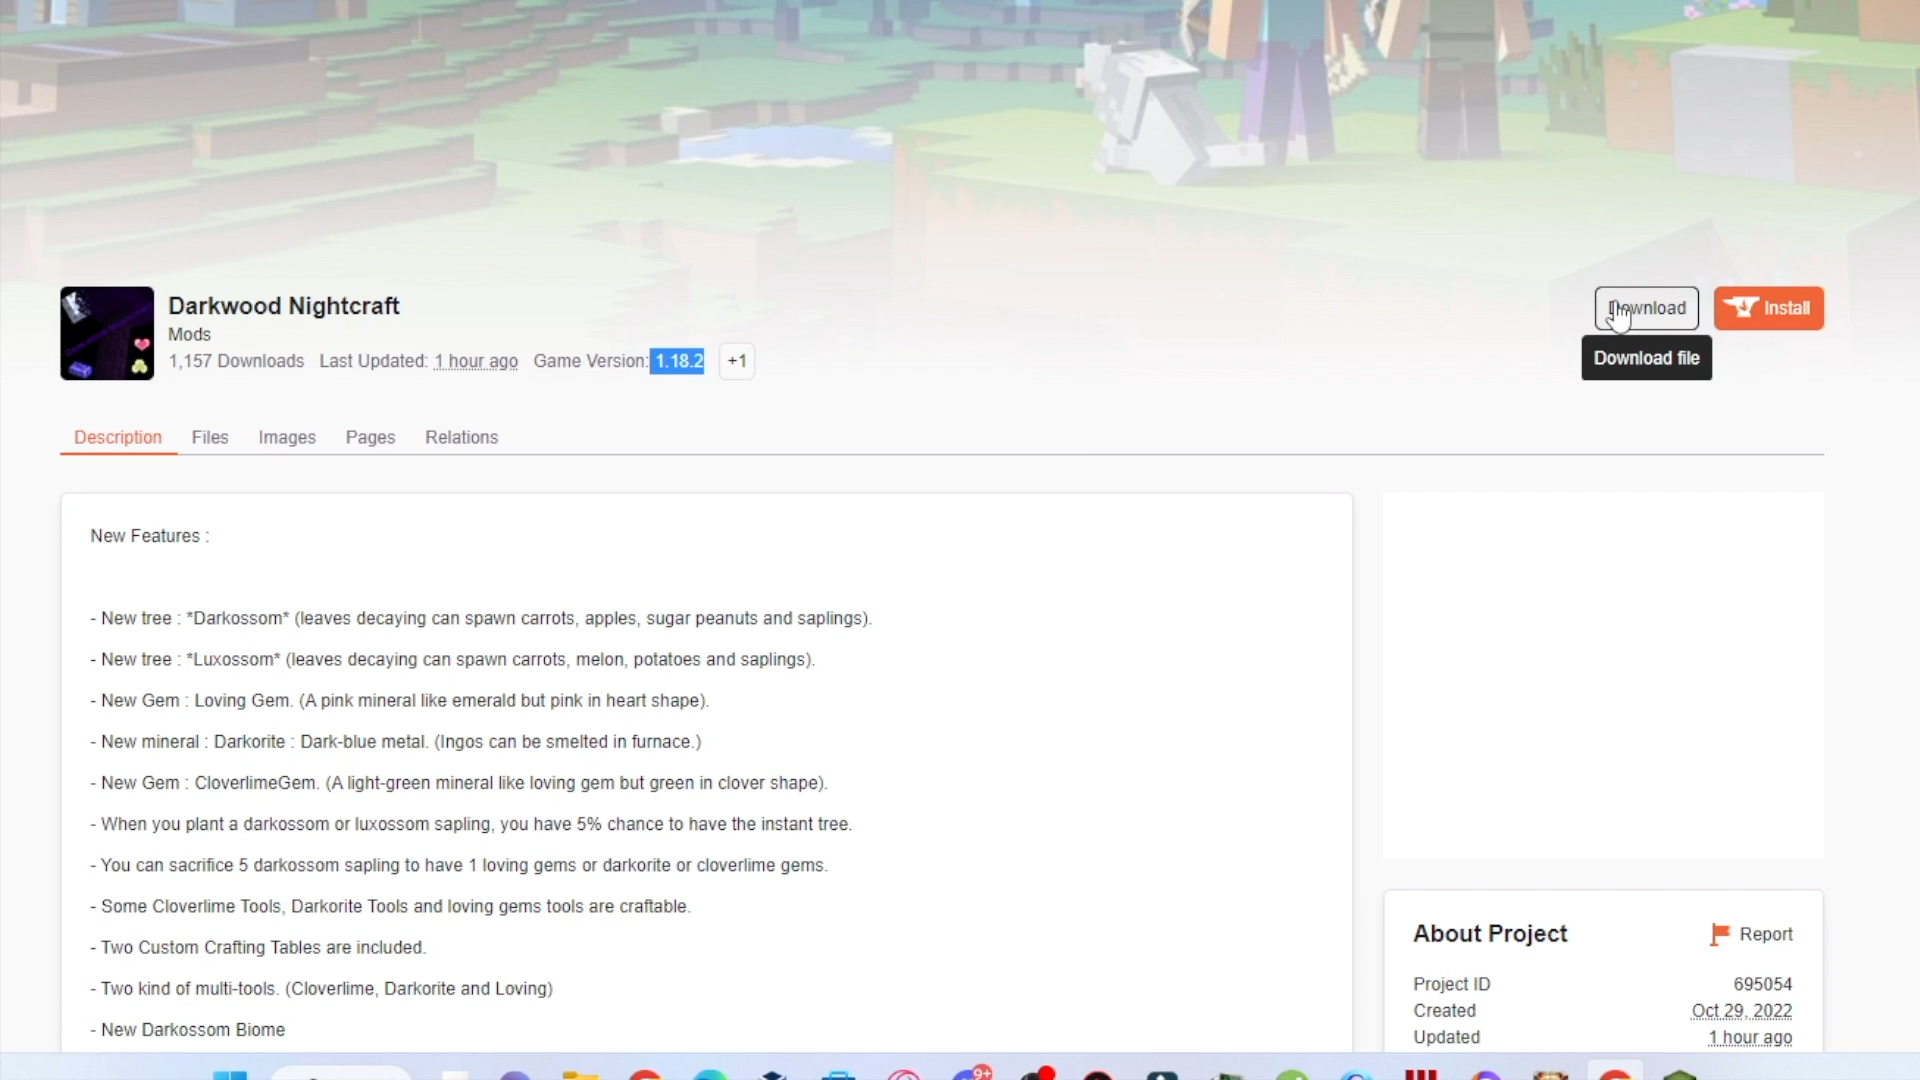 Darkwood Nightcraft
Mods
1,157 Downloads Last Updated: 1 hour ago Game Version: 1.18.2 +1
Download Install
Download file
Description Files Images Pages Relations
New Features :
- New tree : *Darkossom* (leaves decaying can spawn carrots, apples, sugar peanuts and saplings).
- New tree : *Luxossom* (leaves decaying can spawn carrots, melon, potatoes and saplings).
- New Gem : Loving Gem. (A pink mineral like emerald but pink in heart shape).
- New mineral : Darkorite : Dark-blue metal. (Ingos can be smelted in furnace.)
- New Gem : CloverlimeGem. (A light-green mineral like loving gem but green in clover shape).
- When you plant a darkossom or luxossom sapling, you have 5% chance to have the instant tree.
- You can sacrifice 5 darkossom sapling to have 1 loving gems or darkorite or cloverlime gems.
- Some Cloverlime Tools, Darkorite Tools and loving gems tools are craftable.
- Two Custom Crafting Tables are included.
- Two kind of multi-tools. (Cloverlime, Darkorite and Loving)
- New Darkossom Biome
About Project Report
Project ID 695054
Created Oct 29, 2022
Updated 1 hour ago
9+